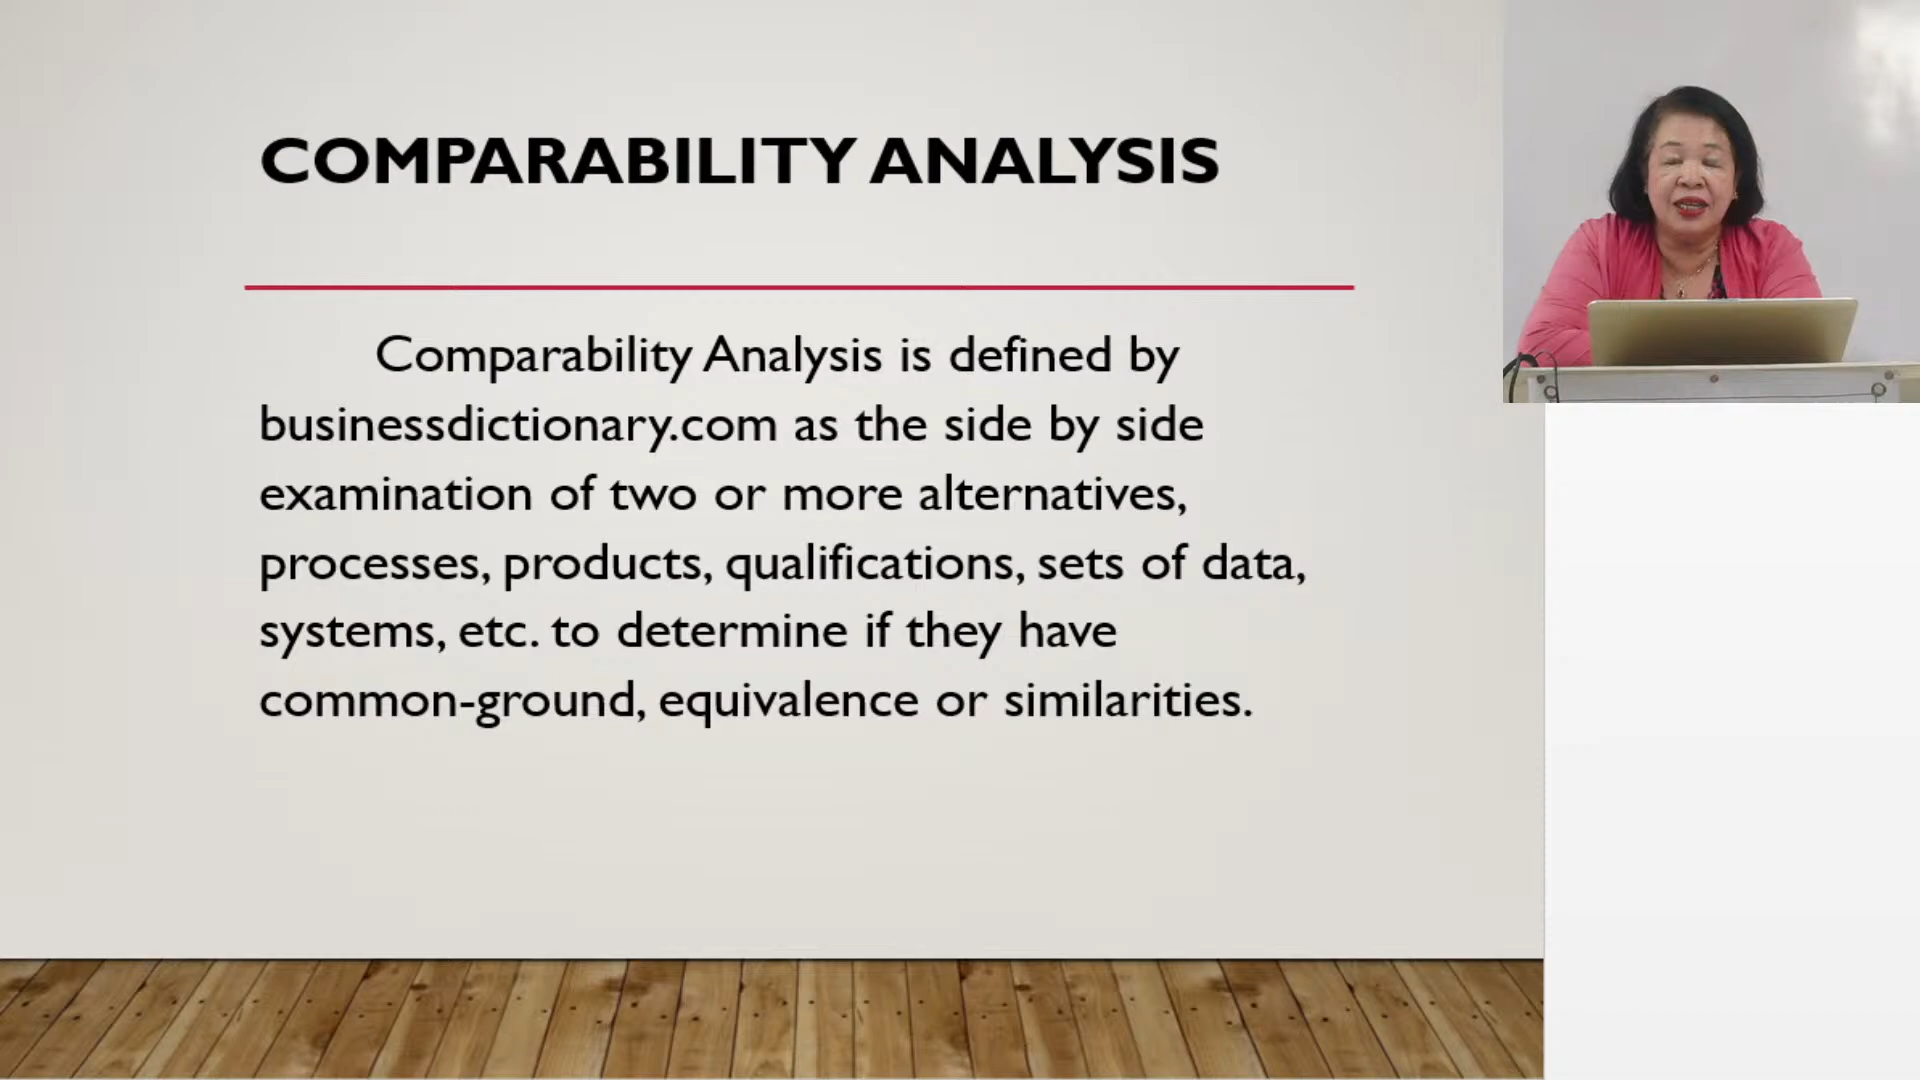 COMPARABILITY ANALYSIS
Comparability Analysis is defined by
businessdictionary.com as the side by side
examination of two or more alternatives,
processes, products, qualifications, sets of data,
systems, etc. to determine if they have
common-ground, equivalence or similarities.